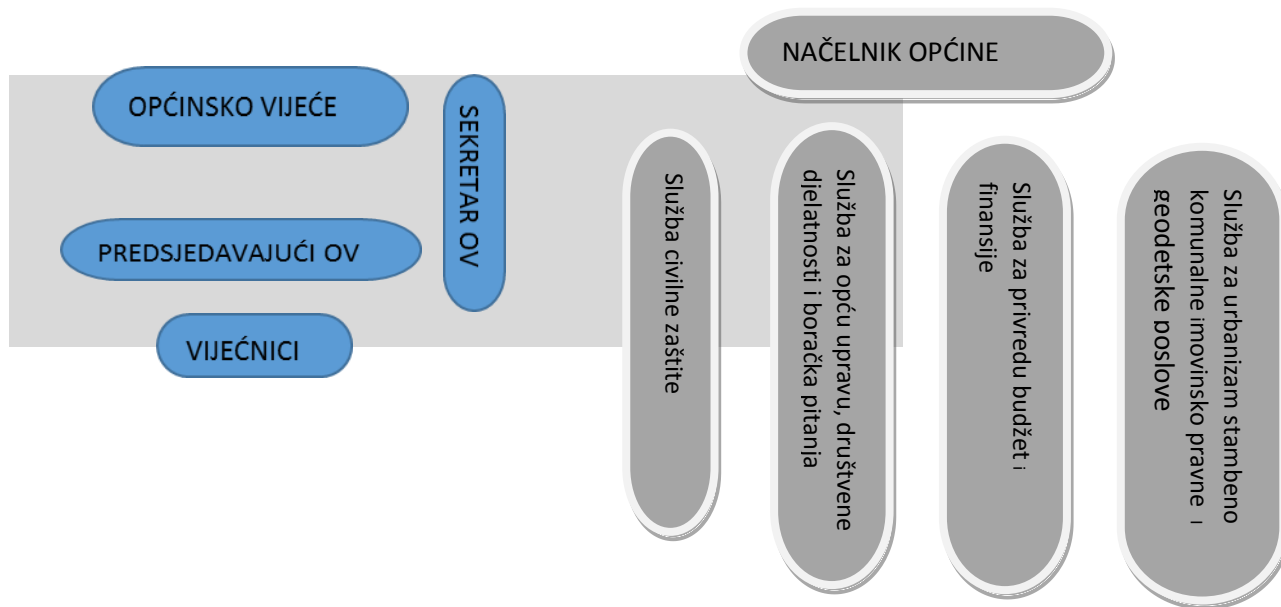 NAČELNIK OPĆINE
OPĆINSKO VIJEĆE
SEKRETAR OV
PREDSJEDAVAJUĆI OV
VIJEĆNICI
Služba civilne zaštite
Služba za opću upravu, društvene
djelatnosti i boračka pitanja
Služba za privredu budžet i
finansije
Služba za urbanizam stambeno
komunalne imovinsko pravne i
geodetske poslove